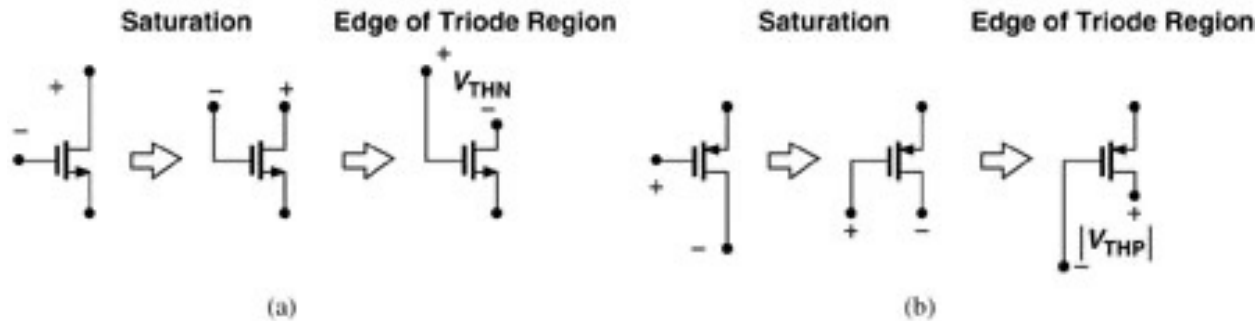 Saturation Edge of Triode Region Saturation Edge of Triode Region
+
+ − + V_THN
− −
+ + − +
− − |V_THP|
(a) (b)